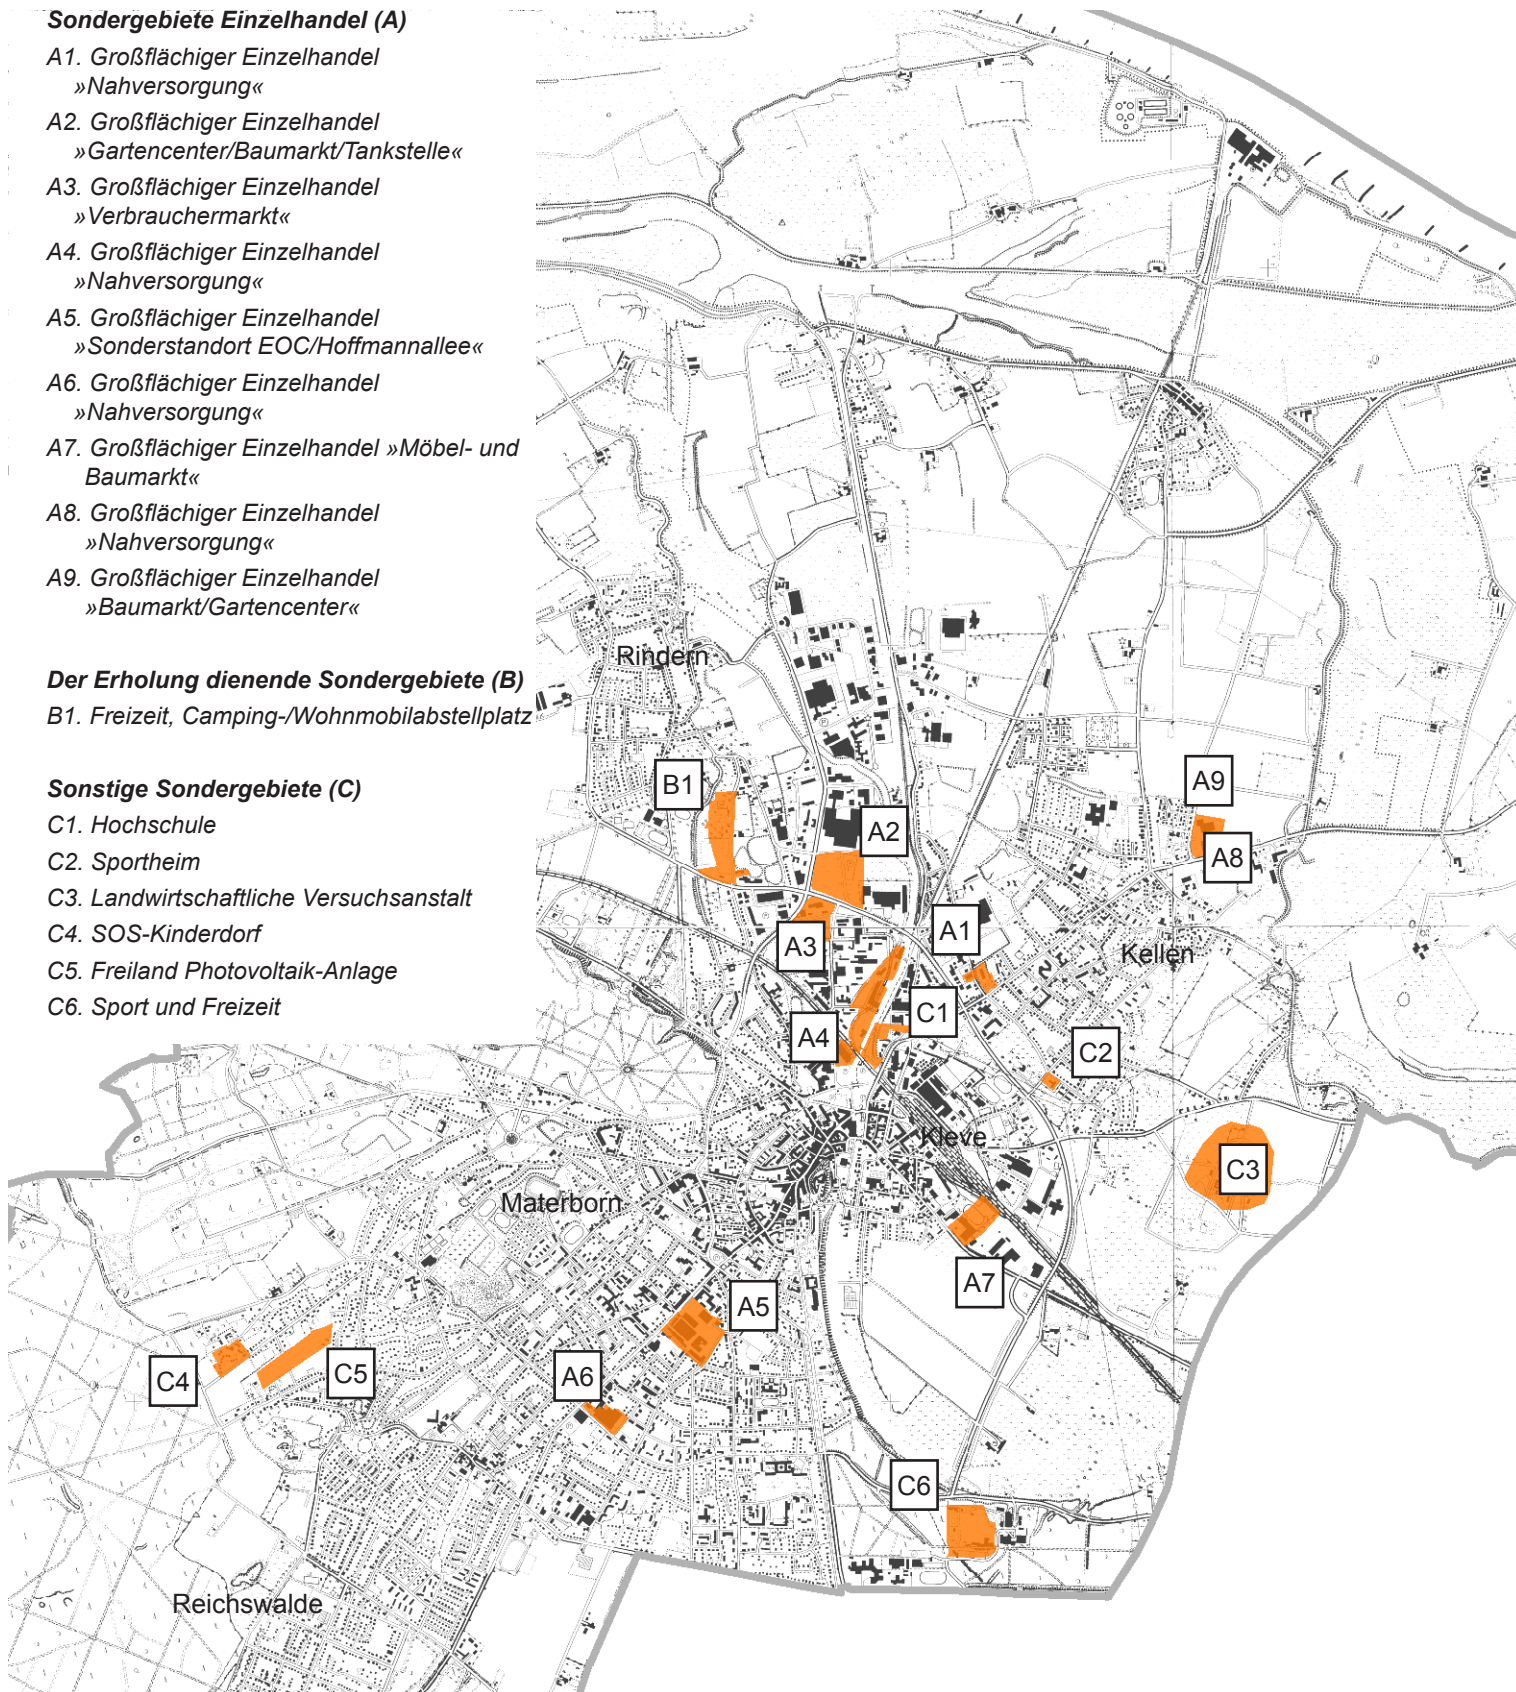 Sondergebiete Einzelhandel (A)
A1. Großflächiger Einzelhandel
»Nahversorgung«
A2. Großflächiger Einzelhandel
»Gartencenter/Baumarkt/Tankstelle«
A3. Großflächiger Einzelhandel
»Verbrauchermarkt«
A4. Großflächiger Einzelhandel
»Nahversorgung«
A5. Großflächiger Einzelhandel
»Sonderstandort EOC/Hoffmannallee«
A6. Großflächiger Einzelhandel
»Nahversorgung«
A7. Großflächiger Einzelhandel »Möbel- und
Baumarkt«
A8. Großflächiger Einzelhandel
»Nahversorgung«
A9. Großflächiger Einzelhandel
»Baumarkt/Gartencenter«
Der Erholung dienende Sondergebiete (B)
B1. Freizeit, Camping-/Wohnmobilabstellplatz
Sonstige Sondergebiete (C)
C1. Hochschule
C2. Sportheim
C3. Landwirtschaftliche Versuchsanstalt
C4. SOS-Kinderdorf
C5. Freiland Photovoltaik-Anlage
C6. Sport und Freizeit
Rindern
B1
A9
A2
A8
A1
A3
Kellen
C1
A4
C2
Kleve
C3
Materborn
A7
A5
C5
A6
C4
C6
Reichswalde